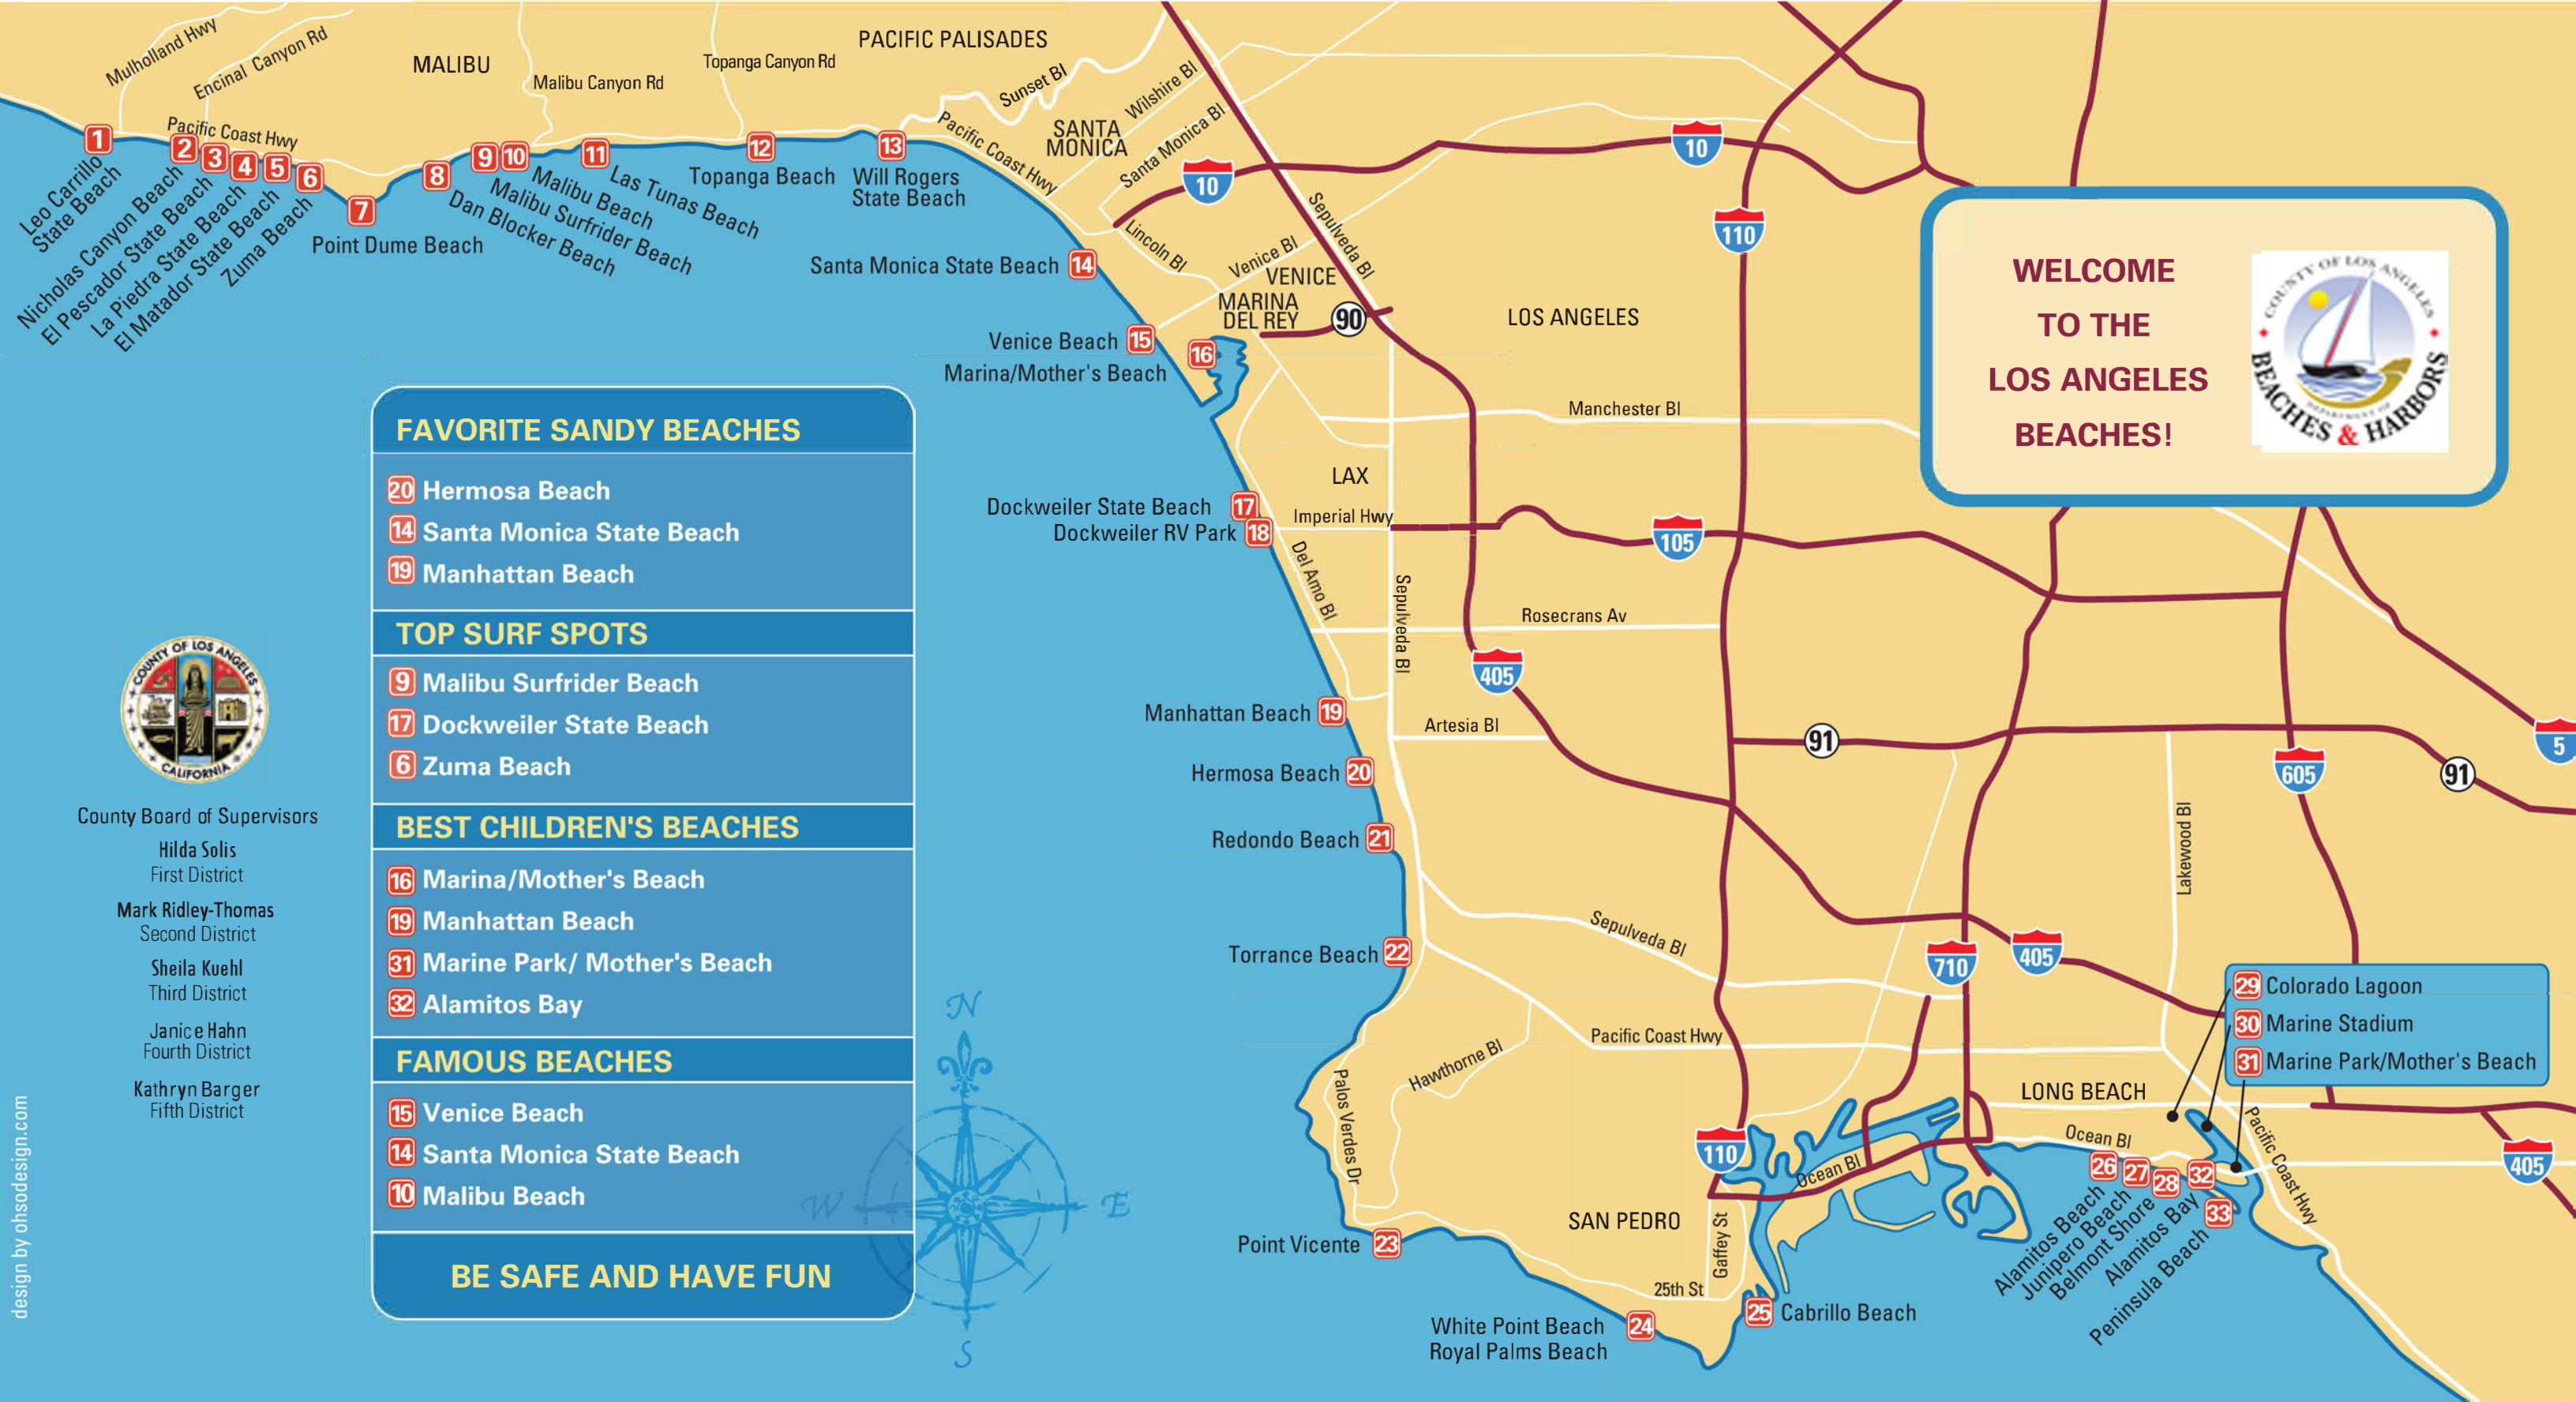 Mulholland Hwy
Encinal Canyon Rd
MALIBU
Malibu Canyon Rd
Topanga Canyon Rd
PACIFIC PALISADES
Sunset Bl
Wilshire Bl
Santa Monica Bl
SANTA
MONICA
Pacific Coast Hwy
Pacific Coast Hwy
1
2
3
4
5
6
7
8
9
10
11
12
13
Leo Carrillo
State Beach
Nicholas Canyon Beach
El Pescador State Beach
La Piedra State Beach
El Matador State Beach
Zuma Beach
Point Dume Beach
Dan Blocker Beach
Malibu Surfrider Beach
Malibu Beach
Las Tunas Beach
Topanga Beach
Will Rogers
State Beach
10
10
110
Lincoln Bl
Venice Bl
Sepulveda Bl
VENICE
MARINA
DEL REY
90
LOS ANGELES
Santa Monica State Beach 14
Venice Beach 15
Marina/Mother's Beach
16
WELCOME
TO THE
LOS ANGELES
BEACHES!
COUNTY OF LOS ANGELES
DEPARTMENT OF
BEACHES & HARBORS
Manchester Bl
LAX
Imperial Hwy
Dockweiler State Beach 17
Dockweiler RV Park 18
105
Del Amo Bl
Sepulveda Bl
Rosecrans Av
405
Manhattan Beach 19
Artesia Bl
91
Hermosa Beach 20
Redondo Beach 21
605
91
5
Lakewood Bl
Torrance Beach 22
Sepulveda Bl
710
405
Pacific Coast Hwy
Hawthorne Bl
Palos Verdes Dr
29 Colorado Lagoon
30 Marine Stadium
31 Marine Park/Mother's Beach
LONG BEACH
Ocean Bl
Pacific Coast Hwy
405
110
Ocean Bl
SAN PEDRO
Gaffey St
25th St
Point Vicente 23
White Point Beach
Royal Palms Beach
24
25 Cabrillo Beach
26
27
28
32
33
Alamitos Beach
Junipero Beach
Belmont Shore
Alamitos Bay
Peninsula Beach
FAVORITE SANDY BEACHES
20 Hermosa Beach
14 Santa Monica State Beach
19 Manhattan Beach
TOP SURF SPOTS
9 Malibu Surfrider Beach
17 Dockweiler State Beach
6 Zuma Beach
BEST CHILDREN'S BEACHES
16 Marina/Mother's Beach
19 Manhattan Beach
31 Marine Park/ Mother's Beach
32 Alamitos Bay
FAMOUS BEACHES
15 Venice Beach
14 Santa Monica State Beach
10 Malibu Beach
BE SAFE AND HAVE FUN
N
W
E
S
COUNTY OF LOS ANGELES
CALIFORNIA
County Board of Supervisors
Hilda Solis
First District
Mark Ridley-Thomas
Second District
Sheila Kuehl
Third District
Janice Hahn
Fourth District
Kathryn Barger
Fifth District
design by ohsodesign.com